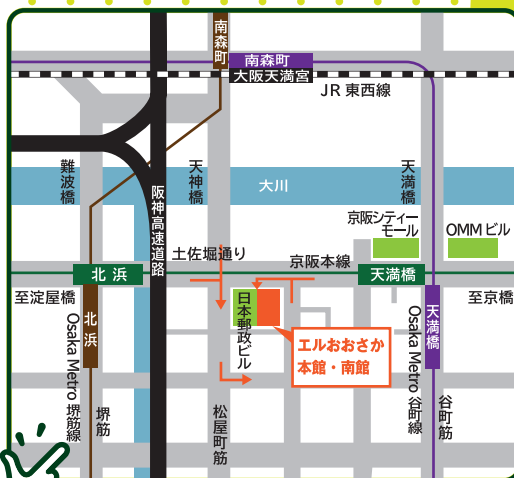 南森町
南森町
大阪天満宮
JR 東西線
難波橋
天神橋
大川
天満橋
阪神高速道路
京阪シティー
モール
OMM ビル
土佐堀通り
京阪本線
北浜
天満橋
至淀屋橋
至京橋
北浜
Osaka Metro 堺筋線
堺筋
日本郵政ビル
エルおおさか
本館・南館
天満橋
Osaka Metro 谷町線
谷町筋
松屋町筋